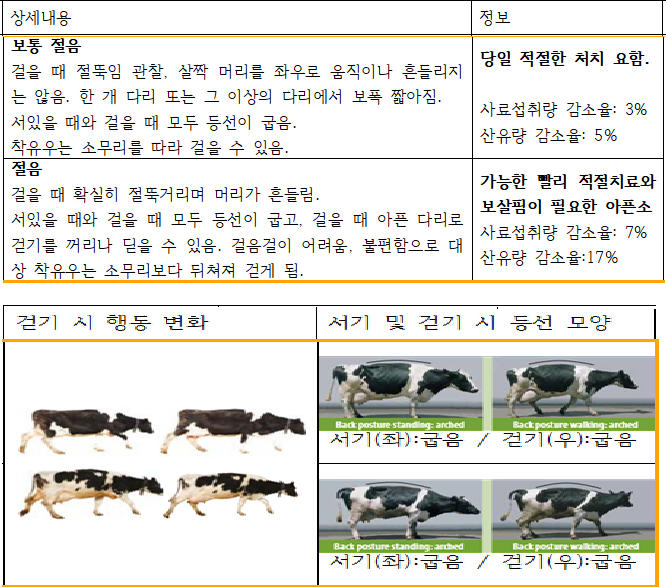 상세내용
정보
보통 절음
걸을 때 절뚝임 관찰, 살짝 머리를 좌우로 움직이나 흔들리지
는 않음. 한 개 다리 또는 그 이상의 다리에서 보폭 짧아짐.
서있을 때와 걸을 때 모두 등선이 굽음.
착유우는 소무리를 따라 걸을 수 있음.
당일 적절한 처치 요함.
사료섭취량 감소율: 3%
산유량 감소율: 5%
절음
걸을 때 확실히 절뚝거리며 머리가 흔들림.
서있을 때와 걸을 때 모두 등선이 굽고, 걸을 때 아픈 다리로
걷기를 꺼리나 딛을 수 있음. 걸음걸이 어려움, 불편함으로 대
상 착유우는 소무리보다 뒤쳐져 걷게 됨.
가능한 빨리 적절치료와
보살핌이 필요한 아픈소
사료섭취량 감소율: 7%
산유량 감소율:17%
걷기 시 행동 변화
서기 및 걷기 시 등선 모양
Back posture standing: arched
Back posture walking: arched
서기(좌):굽음 / 걷기(우):굽음
Back posture standing: arched
Back posture walking: arched
서기(좌):굽음 / 걷기(우):굽음